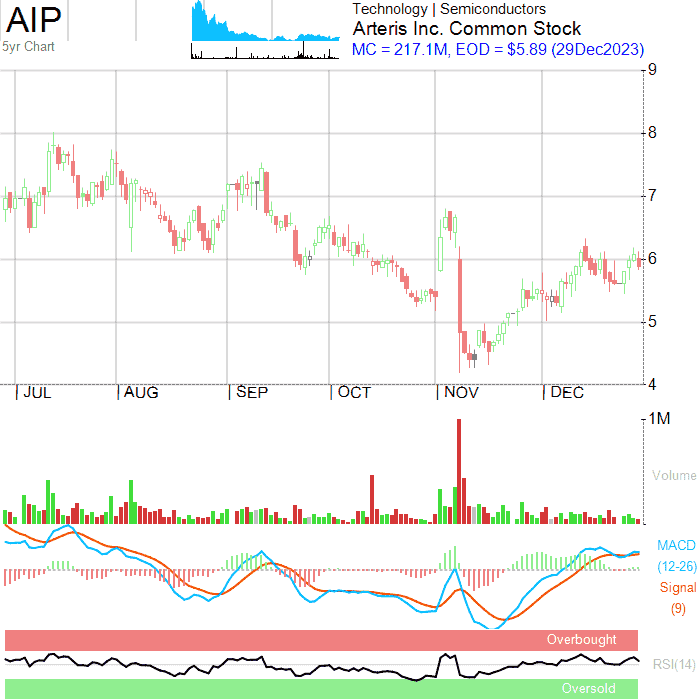 AIP
5yr Chart
Technology | Semiconductors
Arteris Inc. Common Stock
MC = 217.1M, EOD = $5.89 (29Dec2023)
9
8
7
6
5
4
|JUL |AUG |SEP |OCT |NOV |DEC
1M
Volume
MACD
(12-26)
Signal
(9)
Overbought
RSI(14)
Oversold